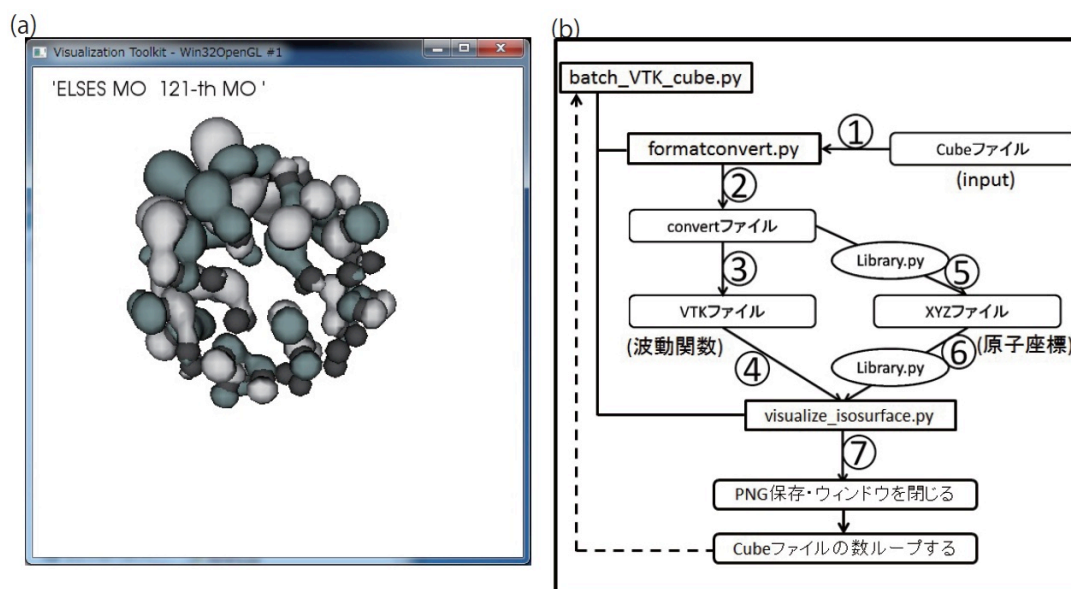 (a)
Visualization Toolkit - Win32OpenGL #1
'ELSES MO 121-th MO '
(b)
batch_VTK_cube.py
①
formatconvert.py
Cubeファイル
(input)
②
convertファイル
Library.py
③
⑤
VTKファイル
XYZファイル
(波動関数)
(原子座標)
④
⑥
Library.py
visualize_isosurface.py
⑦
PNG保存・ウィンドウを閉じる
Cubeファイルの数ループする